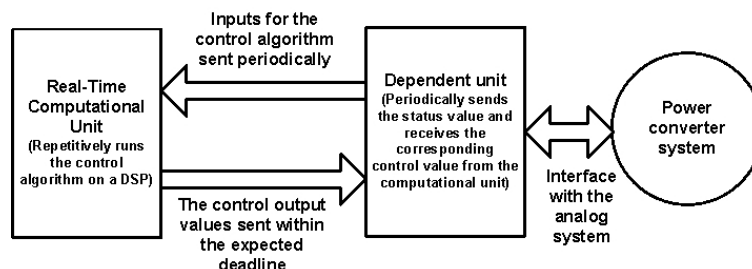 Inputs for the
control algorithm
sent periodically
Real-Time
Computational
Unit
(Repetitively runs
the control
algorithm on a DSP)
The control output
values sent within
the expected
deadline
Dependent unit
(Periodically sends
the status value and
receives the
corresponding
control value from the
computational unit)
Interface
with the
analog
system
Power
converter
system